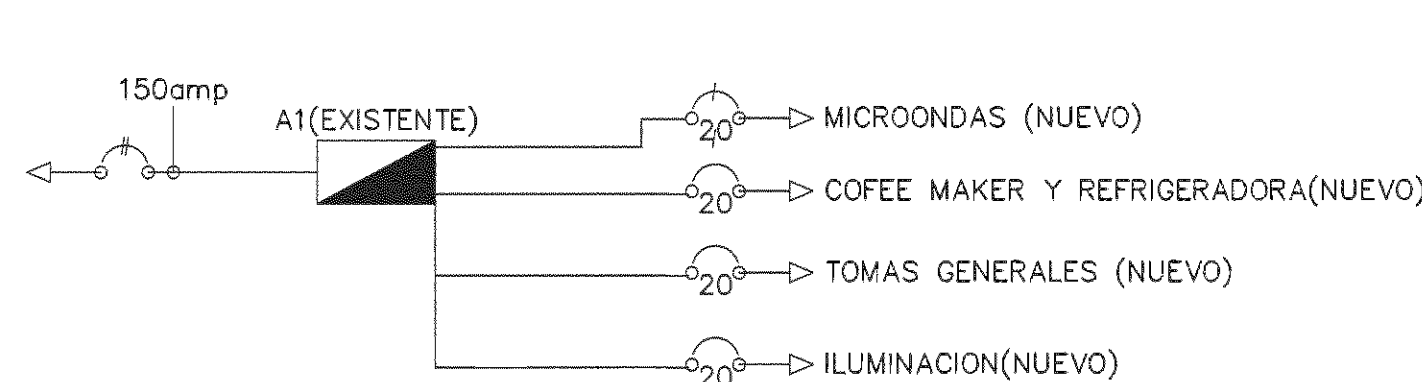 150amp
A1(EXISTENTE)
20
MICROONDAS (NUEVO)
20
COFEE MAKER Y REFRIGERADORA(NUEVO)
20
TOMAS GENERALES (NUEVO)
20
ILUMINACION(NUEVO)